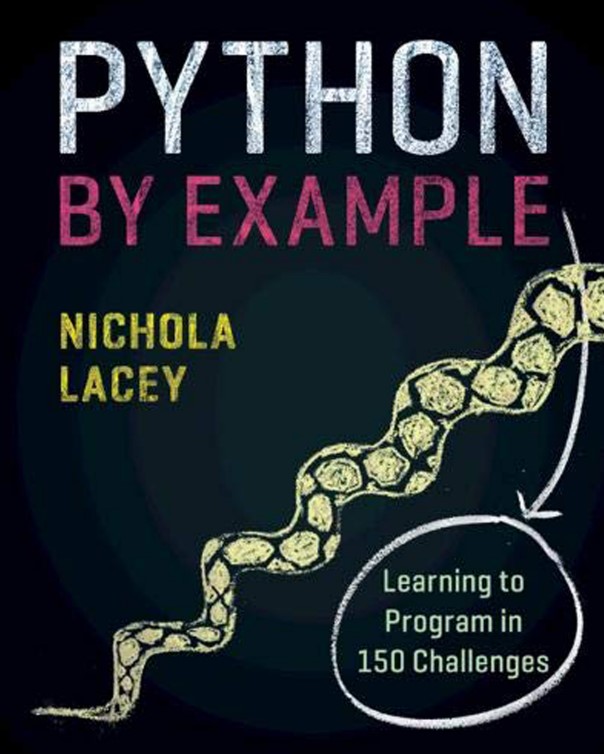 PYTHON
BY EXAMPLE
NICHOLA
LACEY
Learning to
Program in
150 Challenges